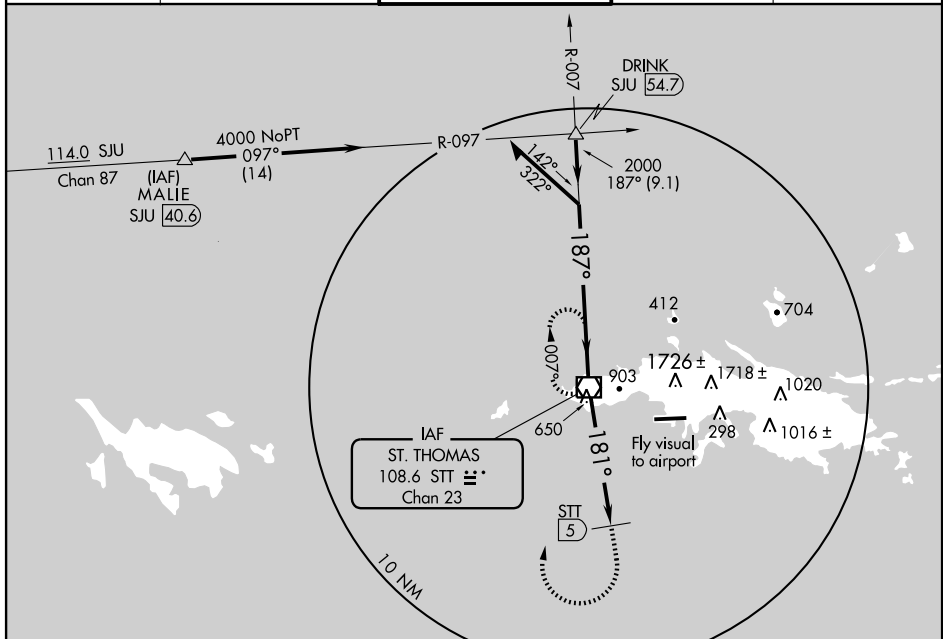 R-007
DRINK
SJU 54.7
4000 NoPT
097°
(14)
R-097
114.0 SJU
Chan 87
(IAF)
MALIE
SJU 40.6
142°
322°
2000
187° (9.1)
187°
412
704
007°
903
1726 ±
1718 ±
1020
650
298
1016 ±
Fly visual
to airport
IAF
ST. THOMAS
108.6 STT
Chan 23
181°
STT
5
10 NM